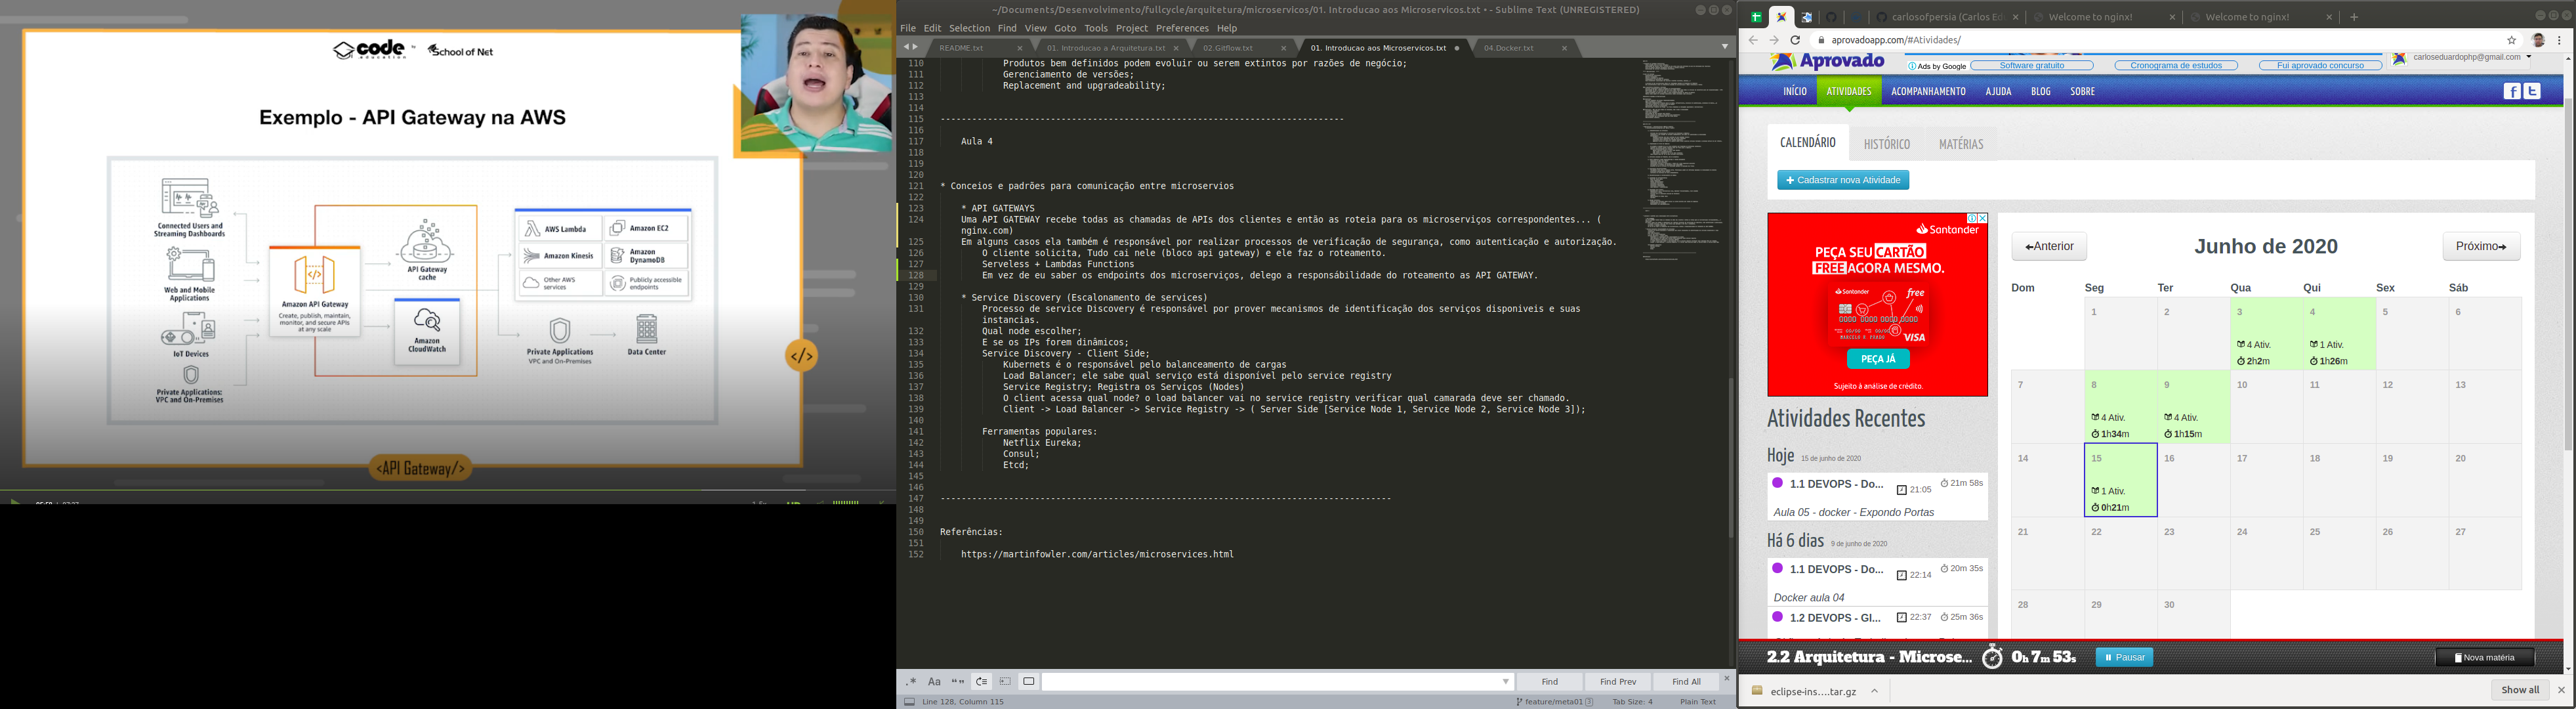 code
education
by
School of Net
Exemplo - API Gateway na AWS
Connected Users and
Streaming Dashboards
Web and Mobile
Applications
IoT Devices
Private Applications:
VPC and On-Premises
Amazon API Gateway
Create, publish, maintain,
monitor, and secure APIs
at any scale
API Gateway
cache
Amazon
CloudWatch
AWS Lambda
Amazon EC2
Amazon Kinesis
Amazon
DynamoDB
Other AWS
services
Publicly accessible
endpoints
Private Applications
VPC and On-Premises
Data Center
</>
<API Gateway/>
~/Documents/Desenvolvimento/fullcycle/arquitetura/microservicos/01. Introducao aos Microservicos.txt • - Sublime Text (UNREGISTERED)
File Edit Selection Find View Goto Tools Project Preferences Help
README.txt
01. Introducao a Arquitetura.txt
02.Gitflow.txt
01. Introducao aos Microservicos.txt
04.Docker.txt
110 Produtos bem definidos podem evoluir ou serem extintos por razões de negócio;
111 Gerenciamento de versões;
112 Replacement and upgradeability;
113
114
115 -----------------------------------------------------------------------------
116
117 Aula 4
118
119
120
121 * Conceios e padrões para comunicação entre microservios
122
123 * API GATEWAYS
124 Uma API GATEWAY recebe todas as chamadas de APIs dos clientes e então as roteia para os microserviços correspondentes... (
nginx.com)
125 Em alguns casos ela também é responsável por realizar processos de verificação de segurança, como autenticação e autorização.
126 O cliente solicita, Tudo cai nele (bloco api gateway) e ele faz o roteamento.
127 Serveless + Lambdas Functions
128 Em vez de eu saber os endpoints dos microserviços, delego a responsábilidade do roteamento as API GATEWAY.
129
130 * Service Discovery (Escalonamento de services)
131 Processo de service Discovery é responsável por prover mecanismos de identificação dos serviços disponiveis e suas
instancias.
132 Qual node escolher;
133 E se os IPs forem dinâmicos;
134 Service Discovery - Client Side;
135 Kubernets é o responsável pelo balanceamento de cargas
136 Load Balancer; ele sabe qual serviço está disponível pelo service registry
137 Service Registry; Registra os Serviços (Nodes)
138 O client acessa qual node? o load balancer vai no service registry verificar qual camarada deve ser chamado.
139 Client -> Load Balancer -> Service Registry -> ( Server Side [Service Node 1, Service Node 2, Service Node 3]);
140
141 Ferramentas populares:
142 Netflix Eureka;
143 Consul;
144 Etcd;
145
146
147 --------------------------------------------------------------------------------------
148
149
150 Referências:
151
152 https://martinfowler.com/articles/microservices.html
.* Aa “”
Find
Find Prev
Find All
Line 128, Column 115
feature/meta01 3
Tab Size: 4
Plain Text
carlosofpersia (Carlos Ed
Welcome to nginx!
Welcome to nginx!
aprovadoapp.com/#Atividades/
Aprovado
Ads by Google
Software gratuito
Cronograma de estudos
Fui aprovado concurso
carloseduardophp@gmail.com
INÍCIO ATIVIDADES ACOMPANHAMENTO AJUDA BLOG SOBRE
CALENDÁRIO HISTÓRICO MATÉRIAS
Cadastrar nova Atividade
Santander
PEÇA SEU CARTÃO
FREE AGORA MESMO.
Santander
free
0000 0000 0000 0000
VISA
PEÇA JÁ
Sujeito à análise de crédito.
Atividades Recentes
Hoje 15 de junho de 2020
1.1 DEVOPS - Do... 21:05 21m 58s
Aula 05 - docker - Expondo Portas
Há 6 dias 9 de junho de 2020
1.1 DEVOPS - Do... 22:14 20m 35s
Docker aula 04
1.2 DEVOPS - GI... 22:37 25m 36s
Anterior
Junho de 2020
Próximo
Dom Seg Ter Qua Qui Sex Sáb
1 2 3 4 5 6
4 Ativ. 1 Ativ.
2h2m 1h26m
7 8 9 10 11 12 13
4 Ativ. 4 Ativ.
1h34m 1h15m
14 15 16 17 18 19 20
1 Ativ.
0h21m
21 22 23 24 25 26 27
28 29 30
2.2 Arquitetura - Microse...
0h 7m 53s
Pausar
Nova matéria
eclipse-ins....tar.gz
Show all